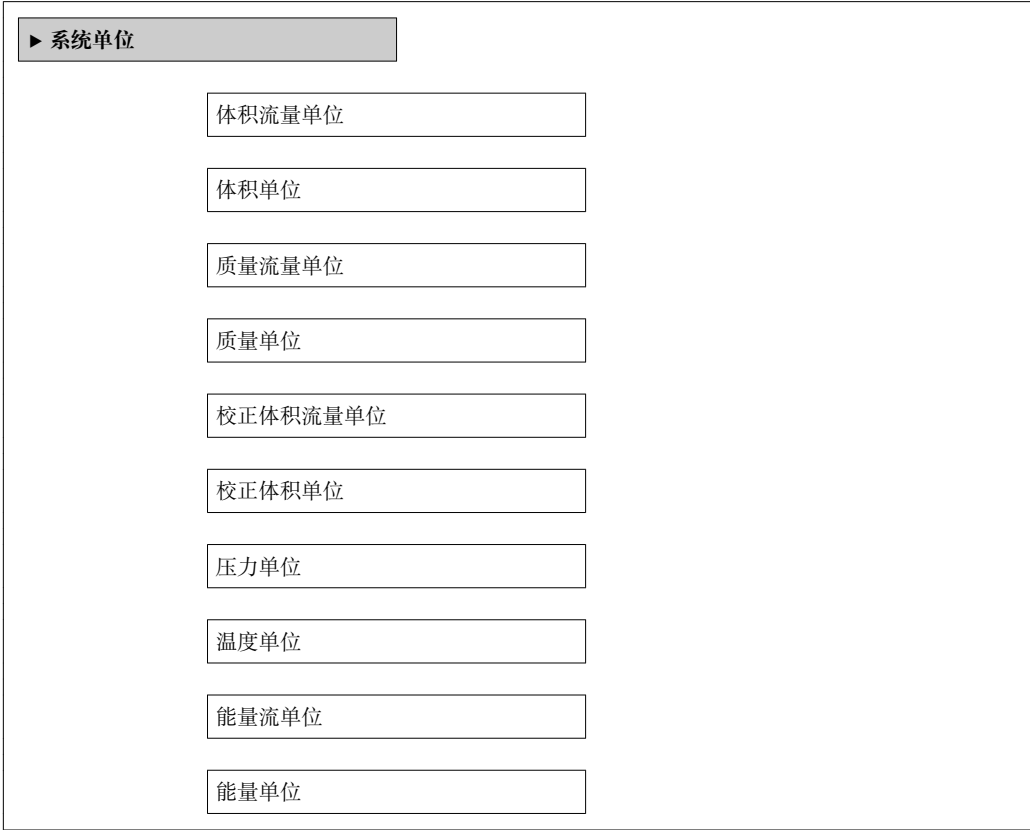 ▶ 系统单位
体积流量单位
体积单位
质量流量单位
质量单位
校正体积流量单位
校正体积单位
压力单位
温度单位
能量流单位
能量单位